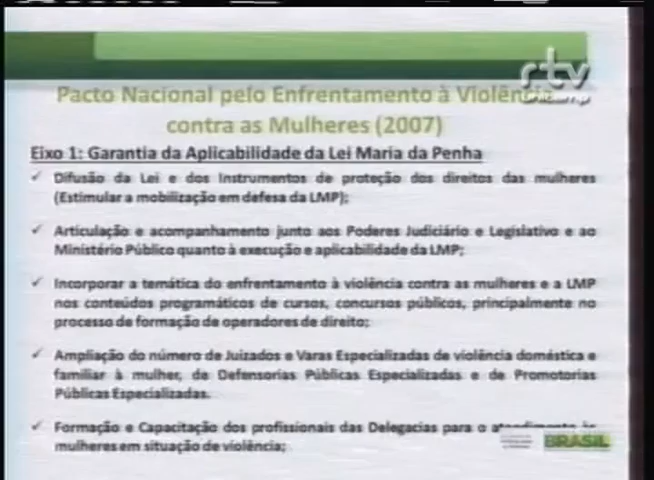 rtv
unicamp
Pacto Nacional pelo Enfrentamento à Violência
contra as Mulheres (2007)
Eixo 1: Garantia da Aplicabilidade da Lei Maria da Penha
✓ Difusão da Lei e dos Instrumentos de proteção dos direitos das mulheres
(Estimular a mobilização em defesa da LMP);
✓ Articulação e acompanhamento junto aos Poderes Judiciário e Legislativo e ao
Ministério Público quanto à execução e aplicabilidade da LMP;
✓ Incorporar a temática do enfrentamento à violência contra as mulheres e a LMP
nos conteúdos programáticos de cursos, concursos públicos, principalmente no
processo de formação de operadores de direito;
✓ Ampliação do número de Juizados e Varas Especializadas de violência doméstica e
familiar à mulher, de Defensorias Públicas Especializadas e de Promotorias
Públicas Especializadas.
✓ Formação e Capacitação dos profissionais das Delegacias para o atendimento às
mulheres em situação de violência;
BRASIL